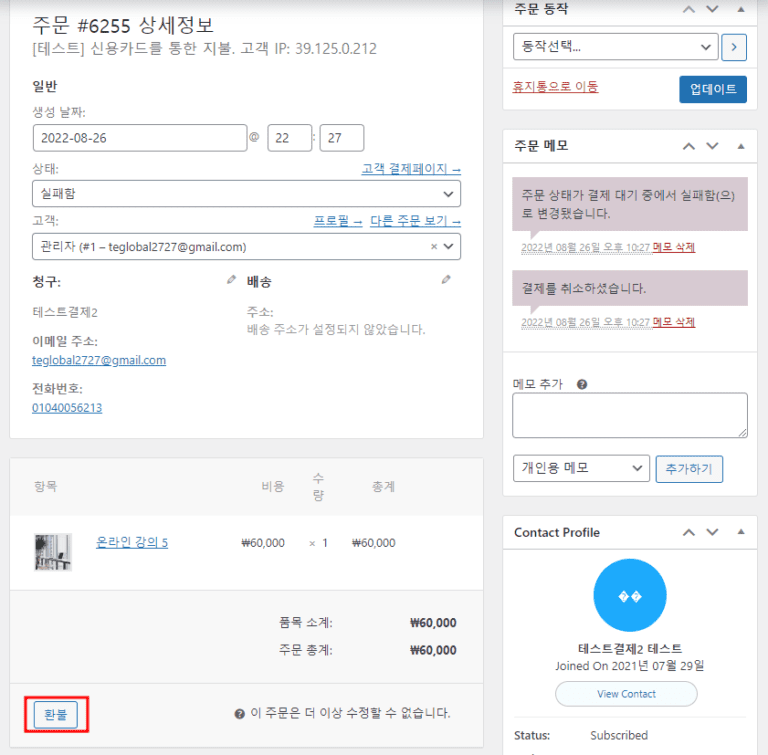 주문 #6255 상세정보
[테스트] 신용카드를 통한 지불. 고객 IP: 39.125.0.212
일반
생성 날짜:
2022-08-26 @ 22 : 27
상태: 고객 결제페이지 →
실패함
고객: 프로필 → 다른 주문 보기 →
관리자 (#1 – teglobal2727@gmail.com) ×
청구: 배송
테스트결제2
이메일 주소:
teglobal2727@gmail.com
전화번호:
01040056213
주소:
배송 주소가 설정되지 않았습니다.
항목 비용 수량 총계
온라인 강의 5 ₩60,000 × 1 ₩60,000
품목 소계: ₩60,000
주문 총계: ₩60,000
환불 이 주문은 더 이상 수정할 수 없습니다.
주문 동작
동작선택...
휴지통으로 이동 업데이트
주문 메모
주문 상태가 결제 대기 중에서 실패함(으)
로 변경됐습니다.
2022년 08월 26일 오후 10:27 메모 삭제
결제를 취소하셨습니다.
2022년 08월 26일 오후 10:27 메모 삭제
메모 추가
개인용 메모 추가하기
Contact Profile
테스트결제2 테스트
Joined On 2021년 07월 29일
View Contact
Status: Subscribed